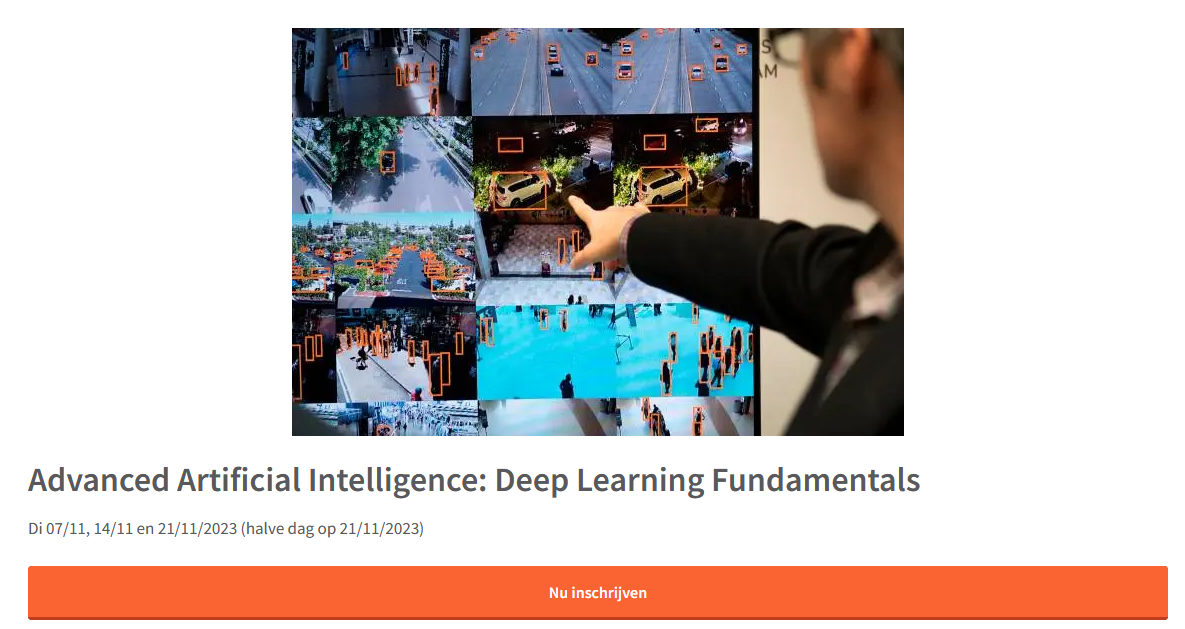 S
AM
Advanced Artificial Intelligence: Deep Learning Fundamentals
Di 07/11, 14/11 en 21/11/2023 (halve dag op 21/11/2023)
Nu inschrijven